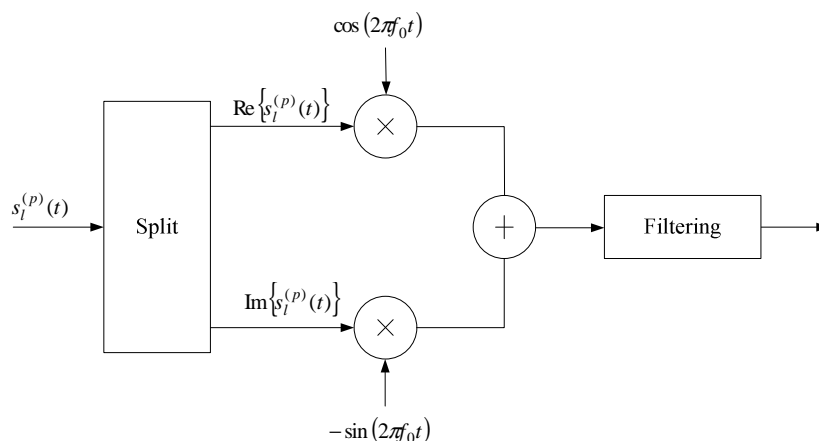 cos(2πf₀t)
Re{s_l^(p)(t)}
×
s_l^(p)(t)
Split
+
Filtering
Im{s_l^(p)(t)}
×
−sin(2πf₀t)